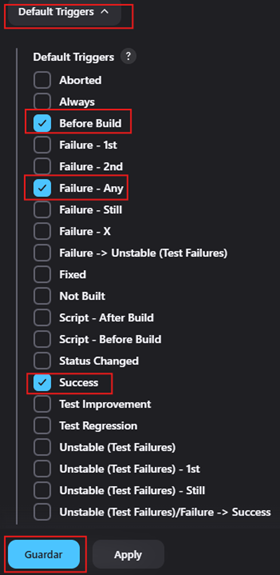 Default Triggers
Default Triggers ?
Aborted
Always
Before Build
Failure - 1st
Failure - 2nd
Failure - Any
Failure - Still
Failure - X
Failure -> Unstable (Test Failures)
Fixed
Not Built
Script - After Build
Script - Before Build
Status Changed
Success
Test Improvement
Test Regression
Unstable (Test Failures)
Unstable (Test Failures) - 1st
Unstable (Test Failures) - Still
Unstable (Test Failures)/Failure -> Success
Guardar Apply